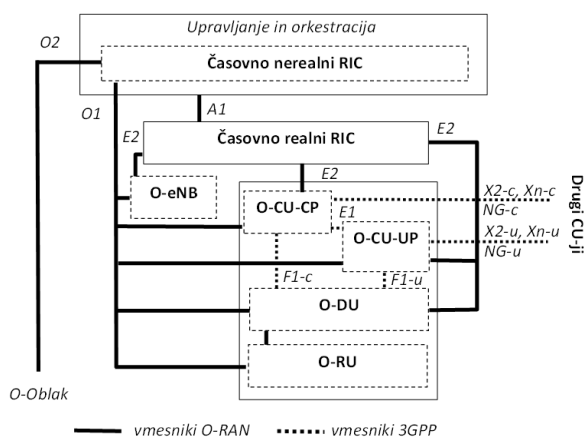 Upravljanje in orkestracija
O2
Časovno nerealni RIC
O1
A1
E2
Časovno realni RIC
E2
E2
O-eNB
O-CU-CP
X2-c, Xn-c
NG-c
E1
O-CU-UP
X2-u, Xn-u
NG-u
Drugi CU-ji
F1-c
F1-u
O-DU
O-RU
O-Oblak
vmesniki O-RAN
vmesniki 3GPP